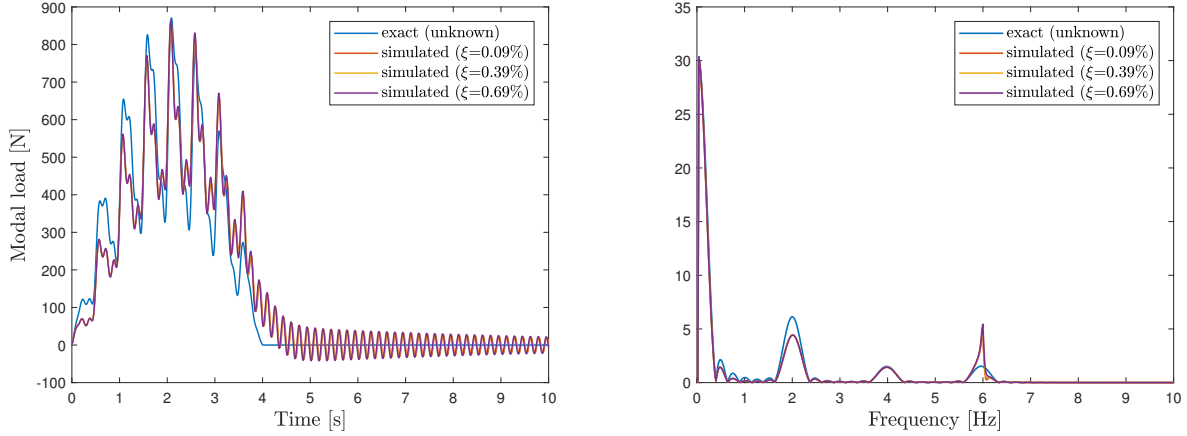 900
800
700
600
500
400
300
200
100
0
-100
Modal load [N]
exact (unknown)
simulated (ξ=0.09%)
simulated (ξ=0.39%)
simulated (ξ=0.69%)
0 1 2 3 4 5 6 7 8 9 10
Time [s]
35
30
25
20
15
10
5
0
exact (unknown)
simulated (ξ=0.09%)
simulated (ξ=0.39%)
simulated (ξ=0.69%)
0 1 2 3 4 5 6 7 8 9 10
Frequency [Hz]